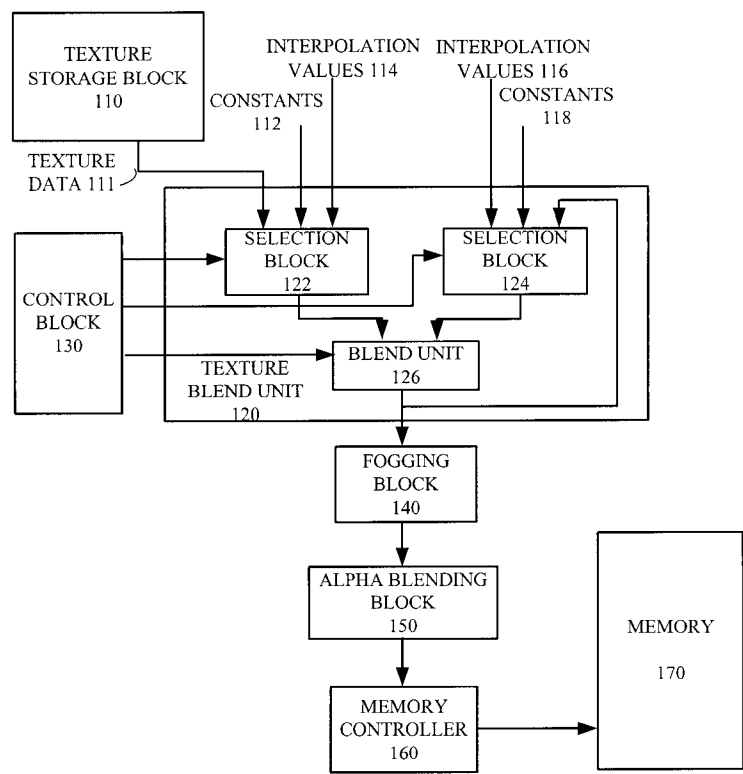 TEXTURE
STORAGE BLOCK
110
INTERPOLATION
VALUES 114
INTERPOLATION
VALUES 116
CONSTANTS
112
CONSTANTS
118
TEXTURE
DATA 111
SELECTION
BLOCK
122
SELECTION
BLOCK
124
CONTROL
BLOCK
130
BLEND UNIT
126
TEXTURE
BLEND UNIT
120
FOGGING
BLOCK
140
ALPHA BLENDING
BLOCK
150
MEMORY
170
MEMORY
CONTROLLER
160